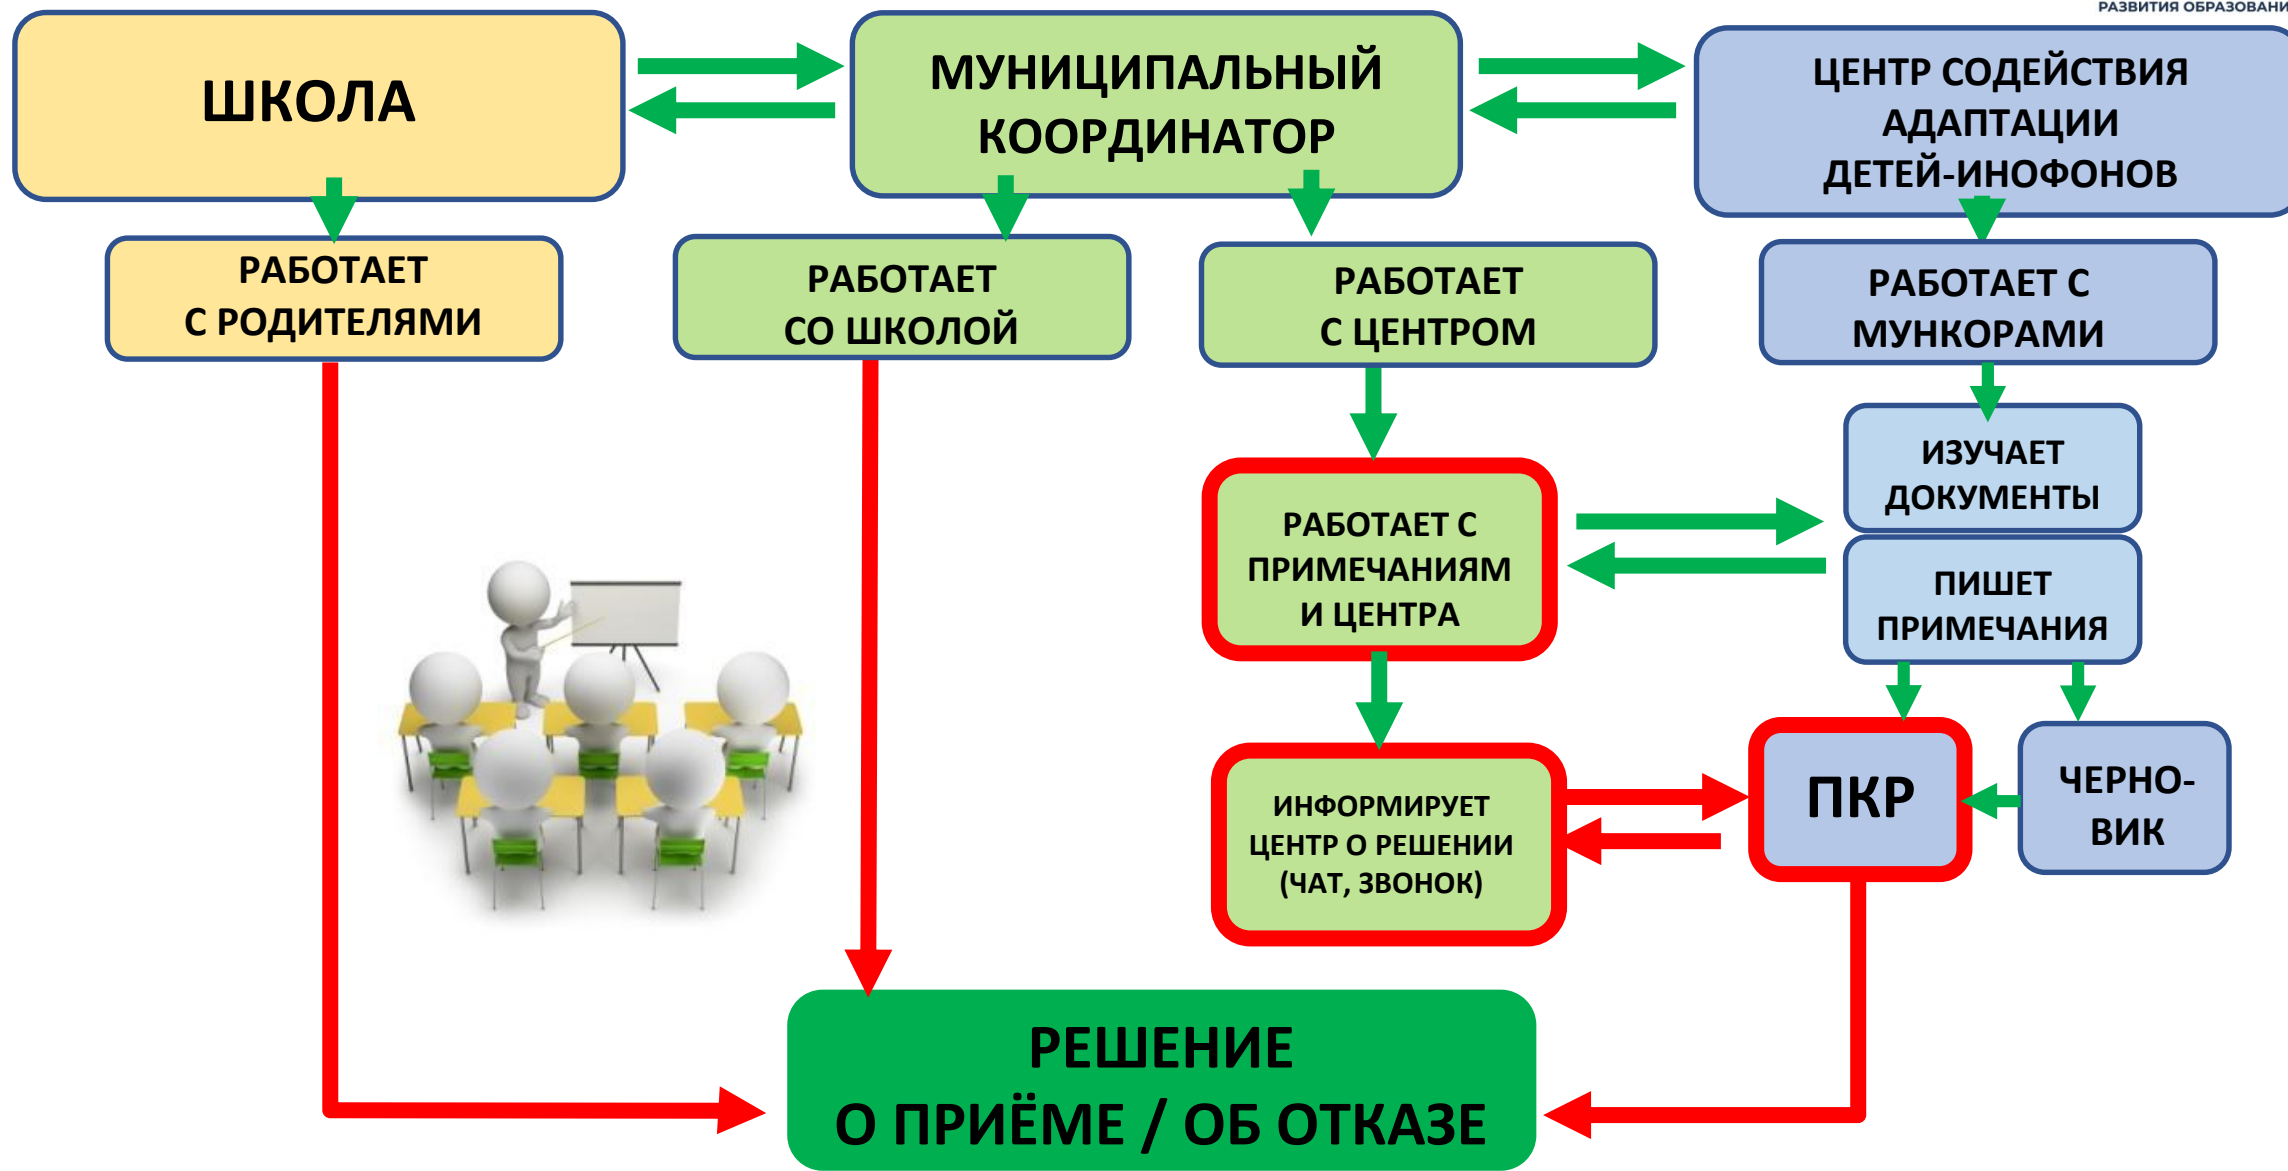 РАЗВИТИЯ ОБРАЗОВАНИ
ШКОЛА
МУНИЦИПАЛЬНЫЙ
КООРДИНАТОР
ЦЕНТР СОДЕЙСТВИЯ
АДАПТАЦИИ
ДЕТЕЙ-ИНОФОНОВ
РАБОТАЕТ
С РОДИТЕЛЯМИ
РАБОТАЕТ
СО ШКОЛОЙ
РАБОТАЕТ
С ЦЕНТРОМ
РАБОТАЕТ С
МУНКОРАМИ
ИЗУЧАЕТ
ДОКУМЕНТЫ
РАБОТАЕТ С
ПРИМЕЧАНИЯМ
И ЦЕНТРА
ПИШЕТ
ПРИМЕЧАНИЯ
ИНФОРМИРУЕТ
ЦЕНТР О РЕШЕНИИ
(ЧАТ, ЗВОНОК)
ПКР
ЧЕРНО-
ВИК
РЕШЕНИЕ
О ПРИЁМЕ / ОБ ОТКАЗЕ